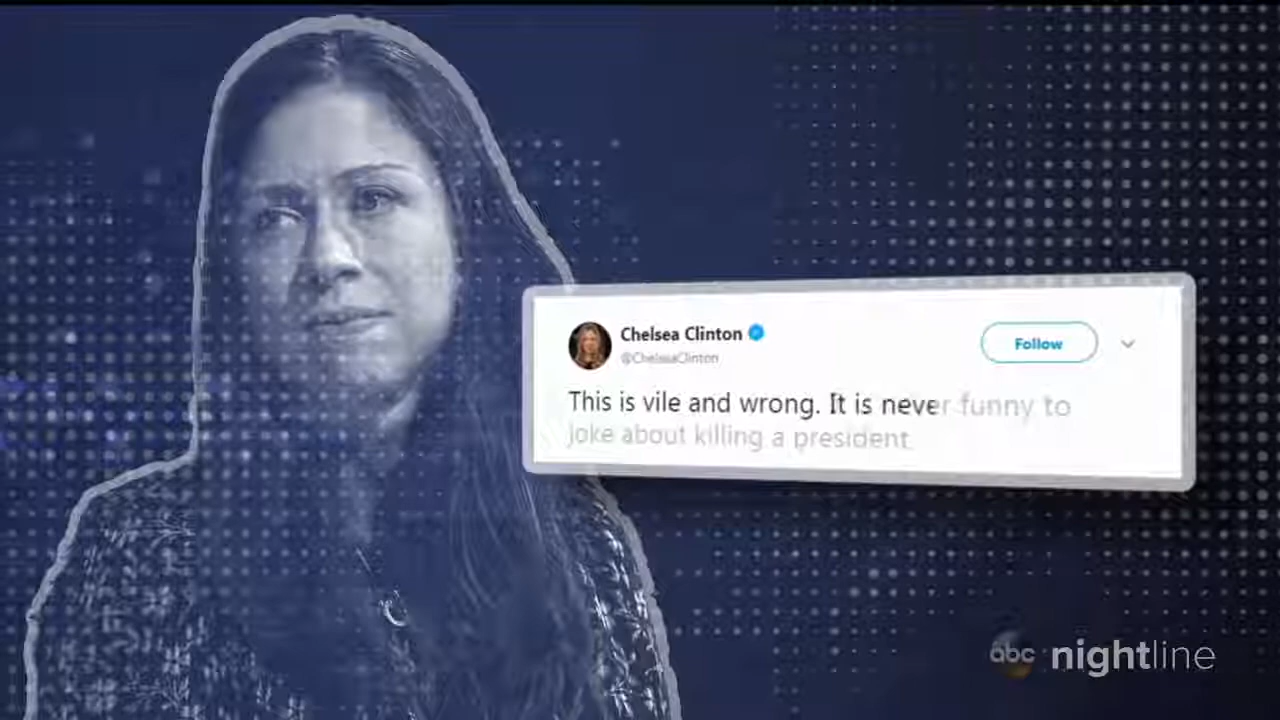 Chelsea Clinton
@ChelseaClinton
Follow
This is vile and wrong. It is never funny to
joke about killing a president.
abc nightline